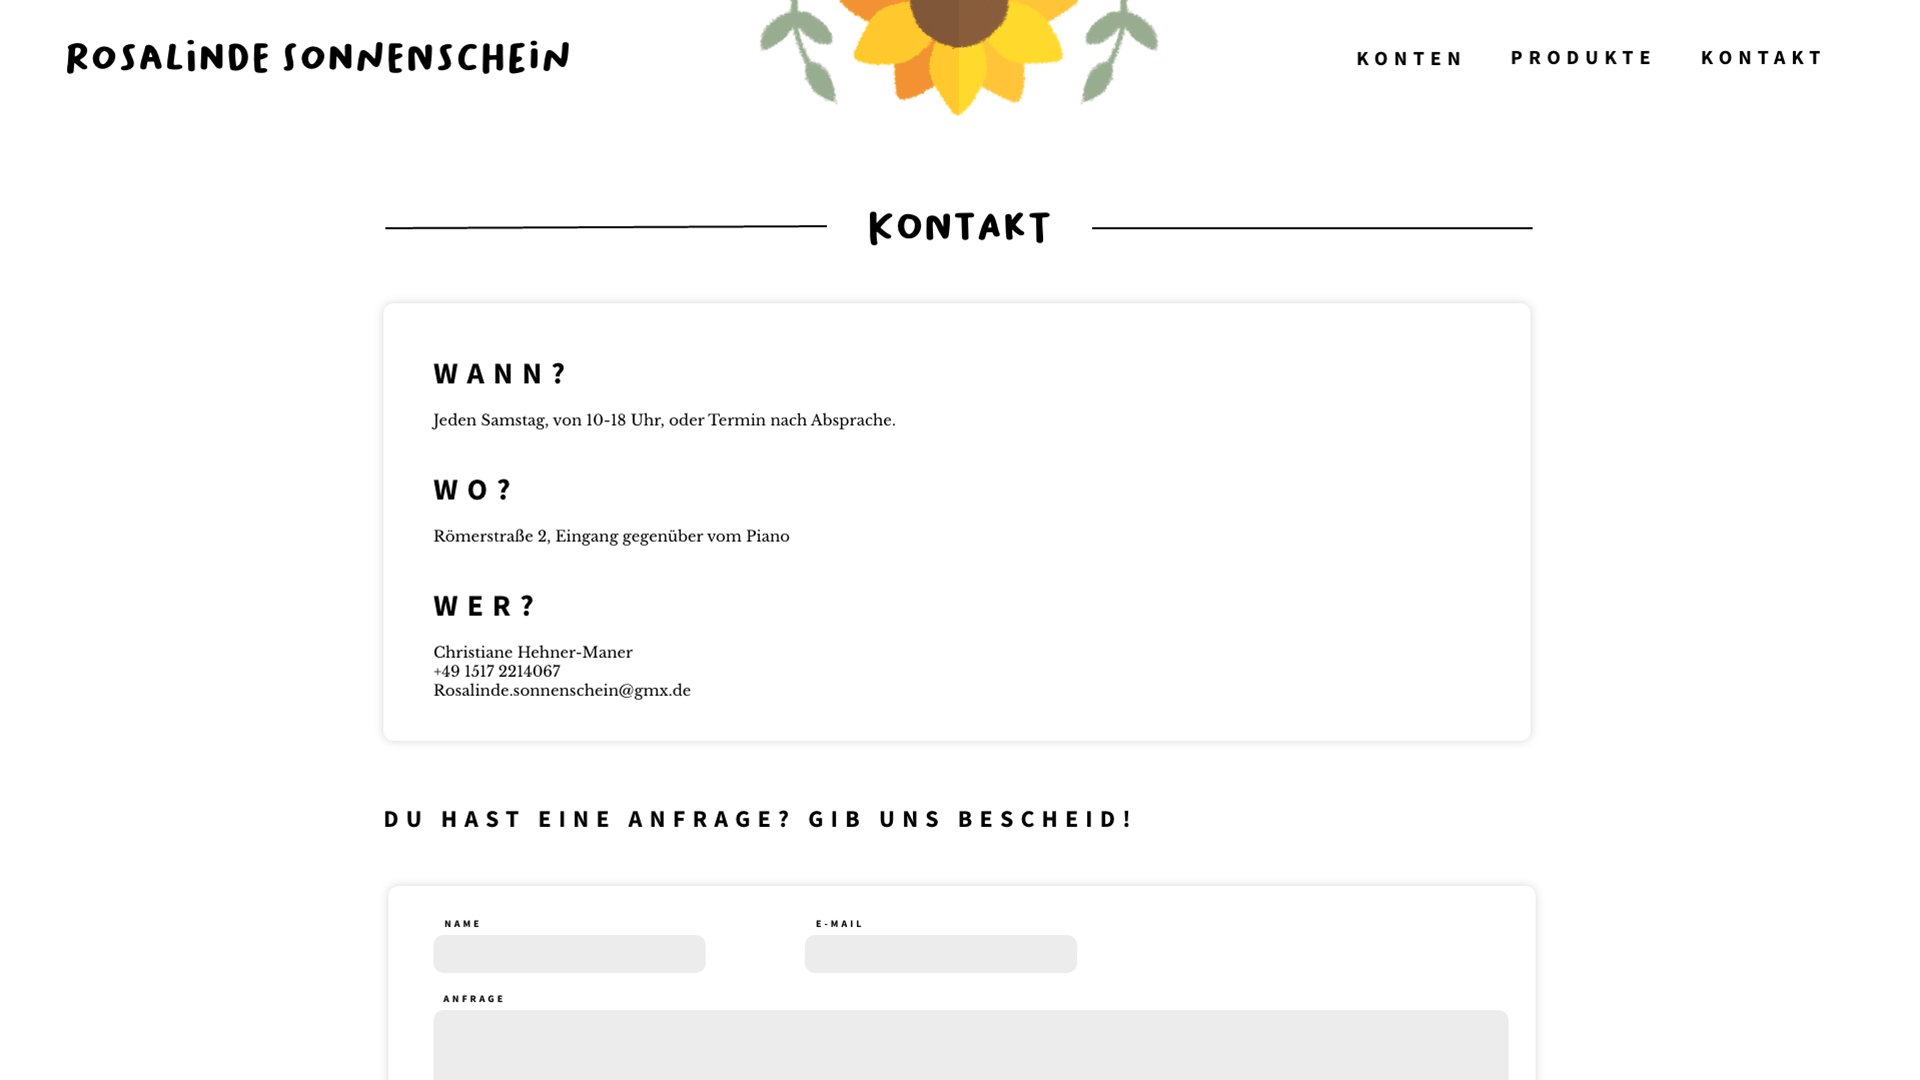 ROSALiNDE SONNENSCHEiN
KONTEN
PRODUKTE
KONTAKT
KONTAKT
WANN?
Jeden Samstag, von 10-18 Uhr, oder Termin nach Absprache.
WO?
Römerstraße 2, Eingang gegenüber vom Piano
WER?
Christiane Hehner-Maner
+49 1517 2214067
Rosalinde.sonnenschein@gmx.de
DU HAST EINE ANFRAGE? GIB UNS BESCHEID!
NAME
E-MAIL
ANFRAGE